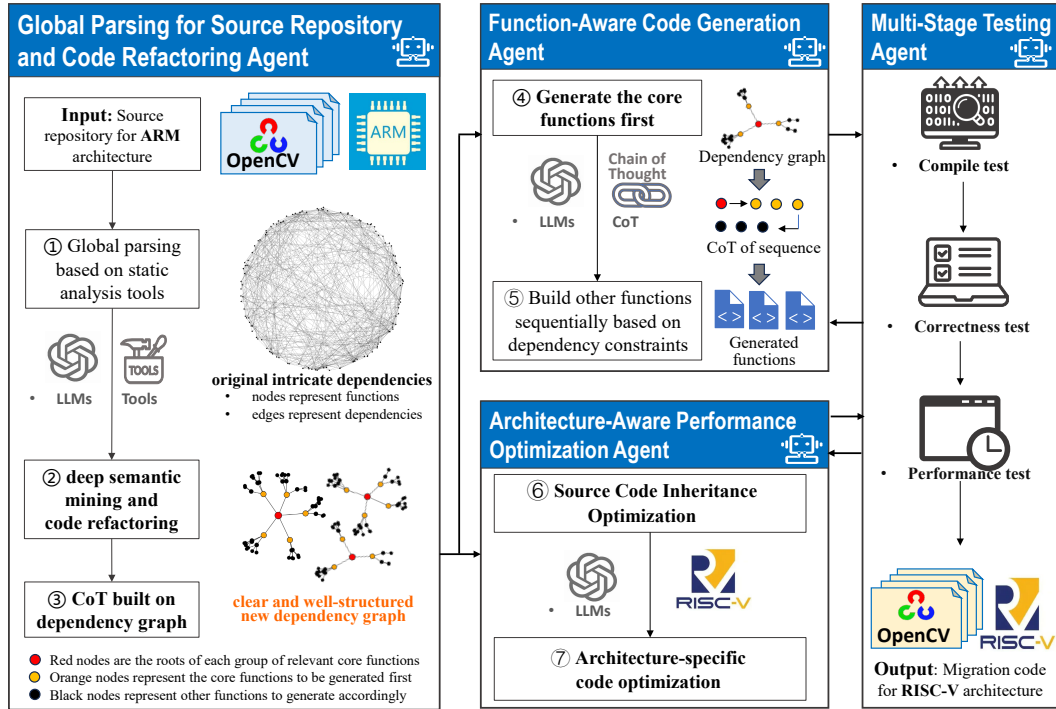 Global Parsing for Source Repository
and Code Refactoring Agent
Input: Source
repository for ARM
architecture
OpenCV
ARM
① Global parsing
based on static
analysis tools
• LLMs
TOOLS
Tools
original intricate dependencies
• nodes represent functions
• edges represent dependencies
② deep semantic
mining and
code refactoring
③ CoT built on
dependency graph
clear and well-structured
new dependency graph
Red nodes are the roots of each group of relevant core functions
Orange nodes represent the core functions to be generated first
Black nodes represent other functions to generate accordingly
Function-Aware Code Generation
Agent
④ Generate the core
functions first
• LLMs
Chain of
Thought
CoT
Dependency graph
CoT of sequence
< > < > < >
Generated
functions
⑤ Build other functions
sequentially based on
dependency constraints
Architecture-Aware Performance
Optimization Agent
⑥ Source Code Inheritance
Optimization
• LLMs
RISC-V
⑦ Architecture-specific
code optimization
Multi-Stage Testing
Agent
• Compile test
• Correctness test
• Performance test
OpenCV
RISC-V
Output: Migration code
for RISC-V architecture